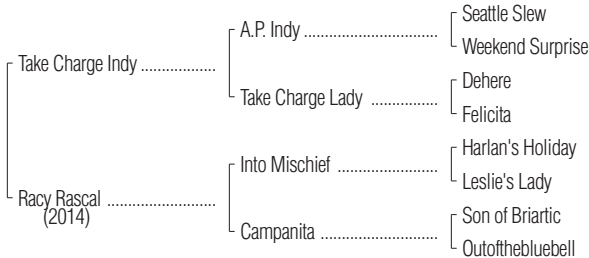 Seattle Slew
A.P. Indy ..............................
Weekend Surprise
Take Charge Indy .................
Dehere
Take Charge Lady ...............
Felicita
Harlan's Holiday
Into Mischief ......................
Leslie's Lady
Racy Rascal ........................
(2014)
Son of Briartic
Campanita ..........................
Outofthebluebell